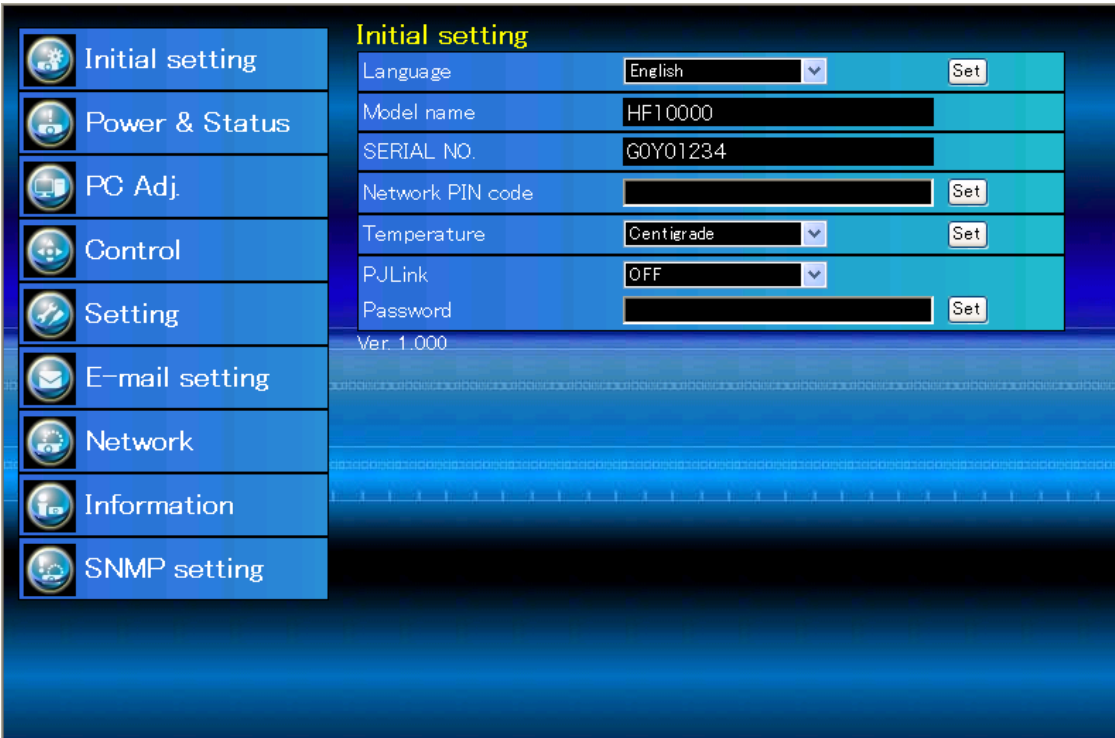 Initial setting
Power & Status
PC Adj.
Control
Setting
E-mail setting
Network
Information
SNMP setting
Initial setting
Language English Set
Model name HF10000
SERIAL NO. G0Y01234
Network PIN code Set
Temperature Centigrade Set
PJLink OFF
Password Set
Ver. 1.000